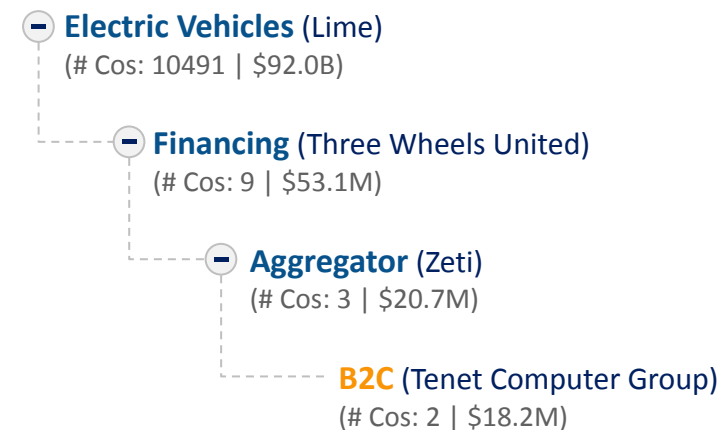 Electric Vehicles (Lime)
(# Cos: 10491 | $92.0B)
Financing (Three Wheels United)
(# Cos: 9 | $53.1M)
Aggregator (Zeti)
(# Cos: 3 | $20.7M)
B2C (Tenet Computer Group)
(# Cos: 2 | $18.2M)